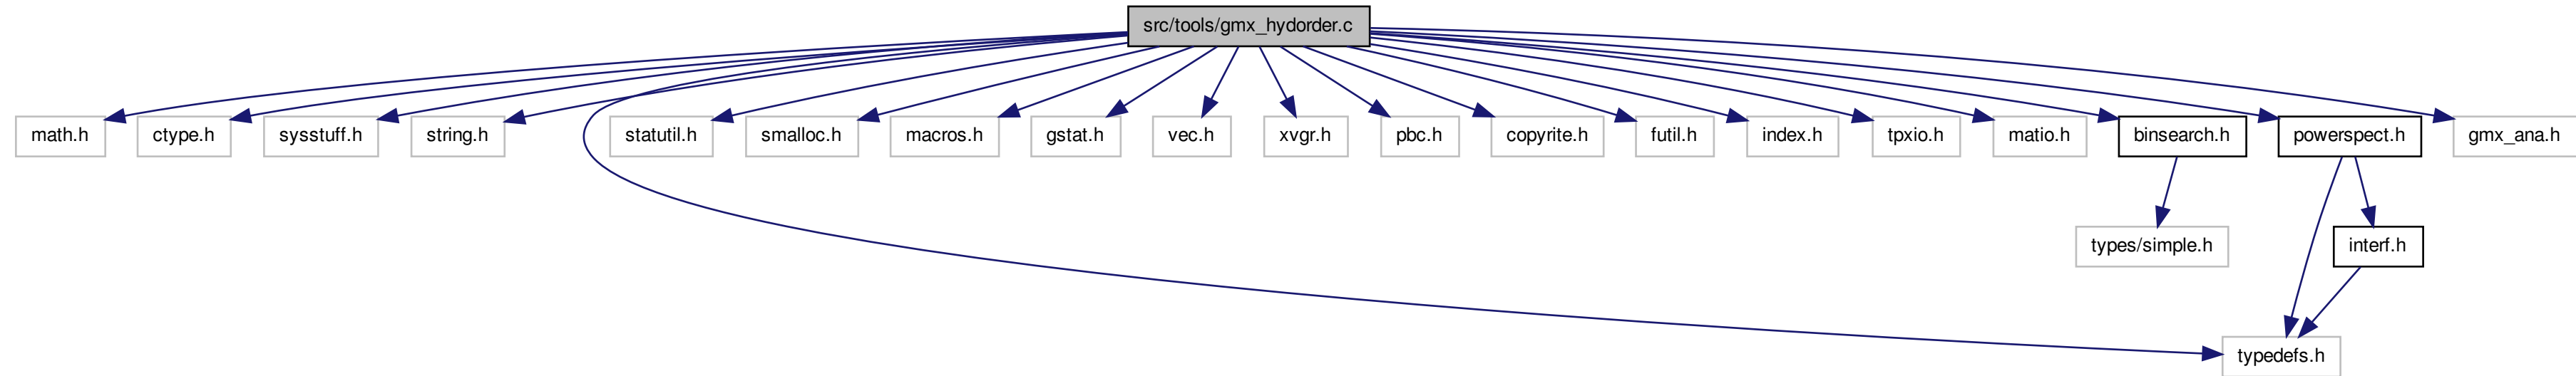 src/tools/gmx_hydorder.c
math.h
ctype.h
sysstuff.h
string.h
statutil.h
smalloc.h
macros.h
gstat.h
vec.h
xvgr.h
pbc.h
copyrite.h
futil.h
index.h
tpxio.h
matio.h
binsearch.h
powerspect.h
gmx_ana.h
types/simple.h
interf.h
typedefs.h